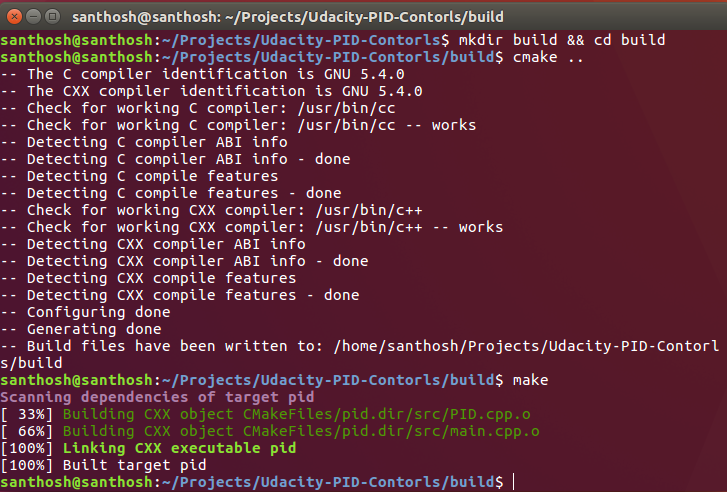 santhosh@santhosh: ~/Projects/Udacity-PID-Contorls/build
santhosh@santhosh:~/Projects/Udacity-PID-Contorls$ mkdir build && cd build
santhosh@santhosh:~/Projects/Udacity-PID-Contorls/build$ cmake ..
-- The C compiler identification is GNU 5.4.0
-- The CXX compiler identification is GNU 5.4.0
-- Check for working C compiler: /usr/bin/cc
-- Check for working C compiler: /usr/bin/cc -- works
-- Detecting C compiler ABI info
-- Detecting C compiler ABI info - done
-- Detecting C compile features
-- Detecting C compile features - done
-- Check for working CXX compiler: /usr/bin/c++
-- Check for working CXX compiler: /usr/bin/c++ -- works
-- Detecting CXX compiler ABI info
-- Detecting CXX compiler ABI info - done
-- Detecting CXX compile features
-- Detecting CXX compile features - done
-- Configuring done
-- Generating done
-- Build files have been written to: /home/santhosh/Projects/Udacity-PID-Contorl
s/build
santhosh@santhosh:~/Projects/Udacity-PID-Contorls/build$ make
Scanning dependencies of target pid
[ 33%] Building CXX object CMakeFiles/pid.dir/src/PID.cpp.o
[ 66%] Building CXX object CMakeFiles/pid.dir/src/main.cpp.o
[100%] Linking CXX executable pid
[100%] Built target pid
santhosh@santhosh:~/Projects/Udacity-PID-Contorls/build$